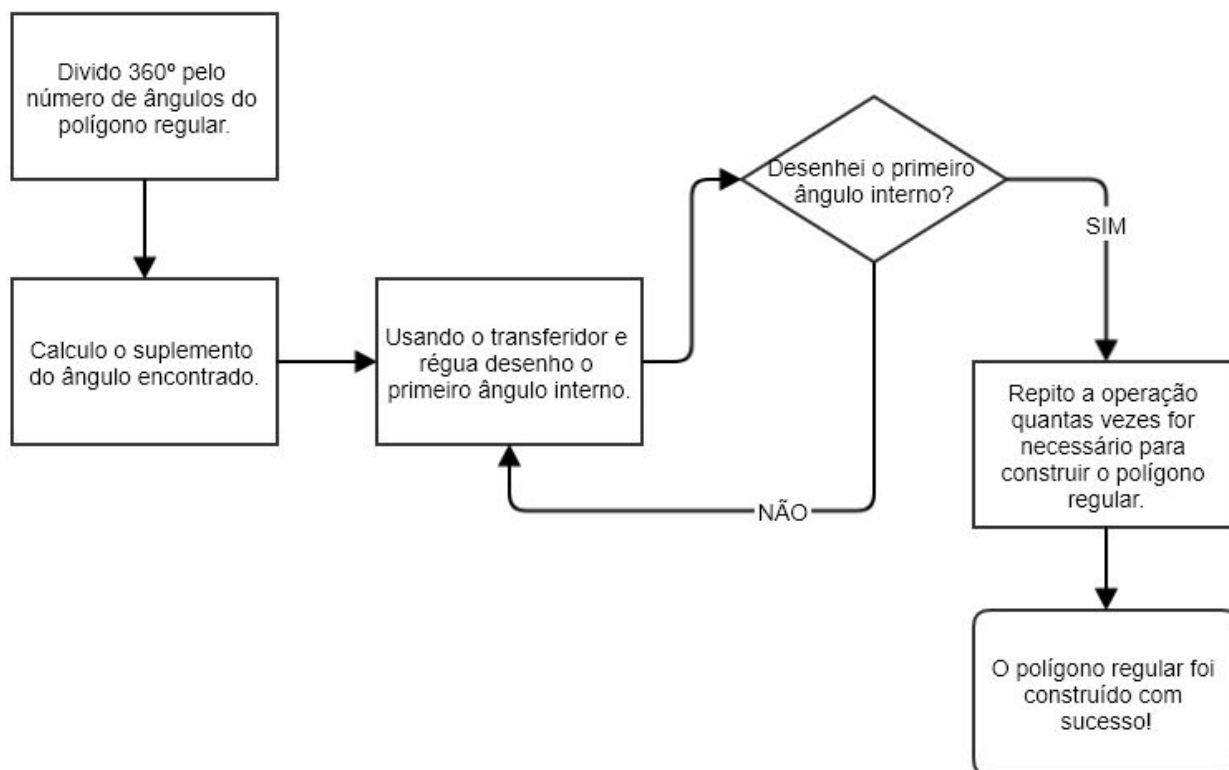 Divido 360º pelo
número de ângulos do
polígono regular.
Calculo o suplemento
do ângulo encontrado.
Usando o transferidor e
régua desenho o
primeiro ângulo interno.
Desenhei o primeiro
ângulo interno?
NÃO
SIM
Repito a operação
quantas vezes for
necessário para
construir o polígono
regular.
O polígono regular foi
construído com
sucesso!